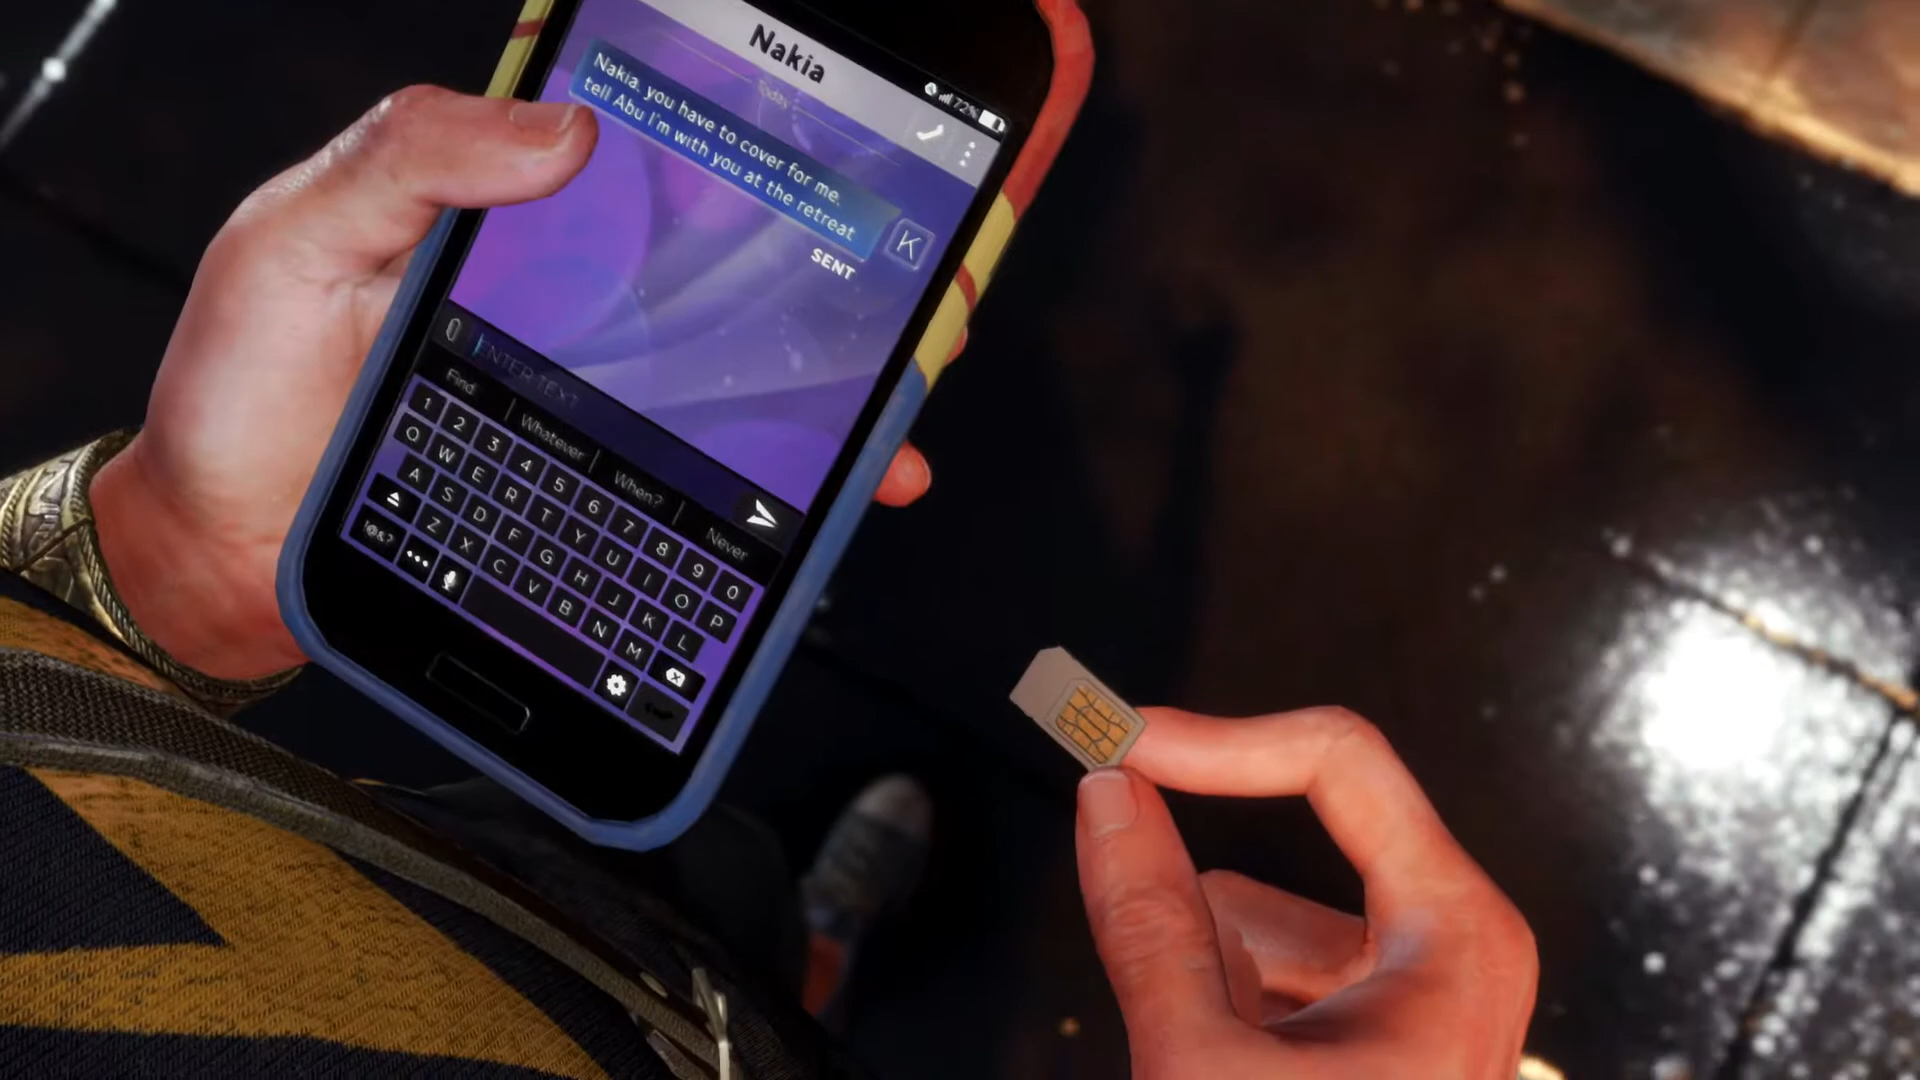 Nakia
72%
Today
Nakia, you have to cover for me.
tell Abu I'm with you at the retreat
K
SENT
ENTER TEXT
Find
Whatever
When?
Never
1 2 3 4 5 6 7 8 9 0
Q W E R T Y U I O P
A S D F G H J K L
Z X C V B N M
!@&?